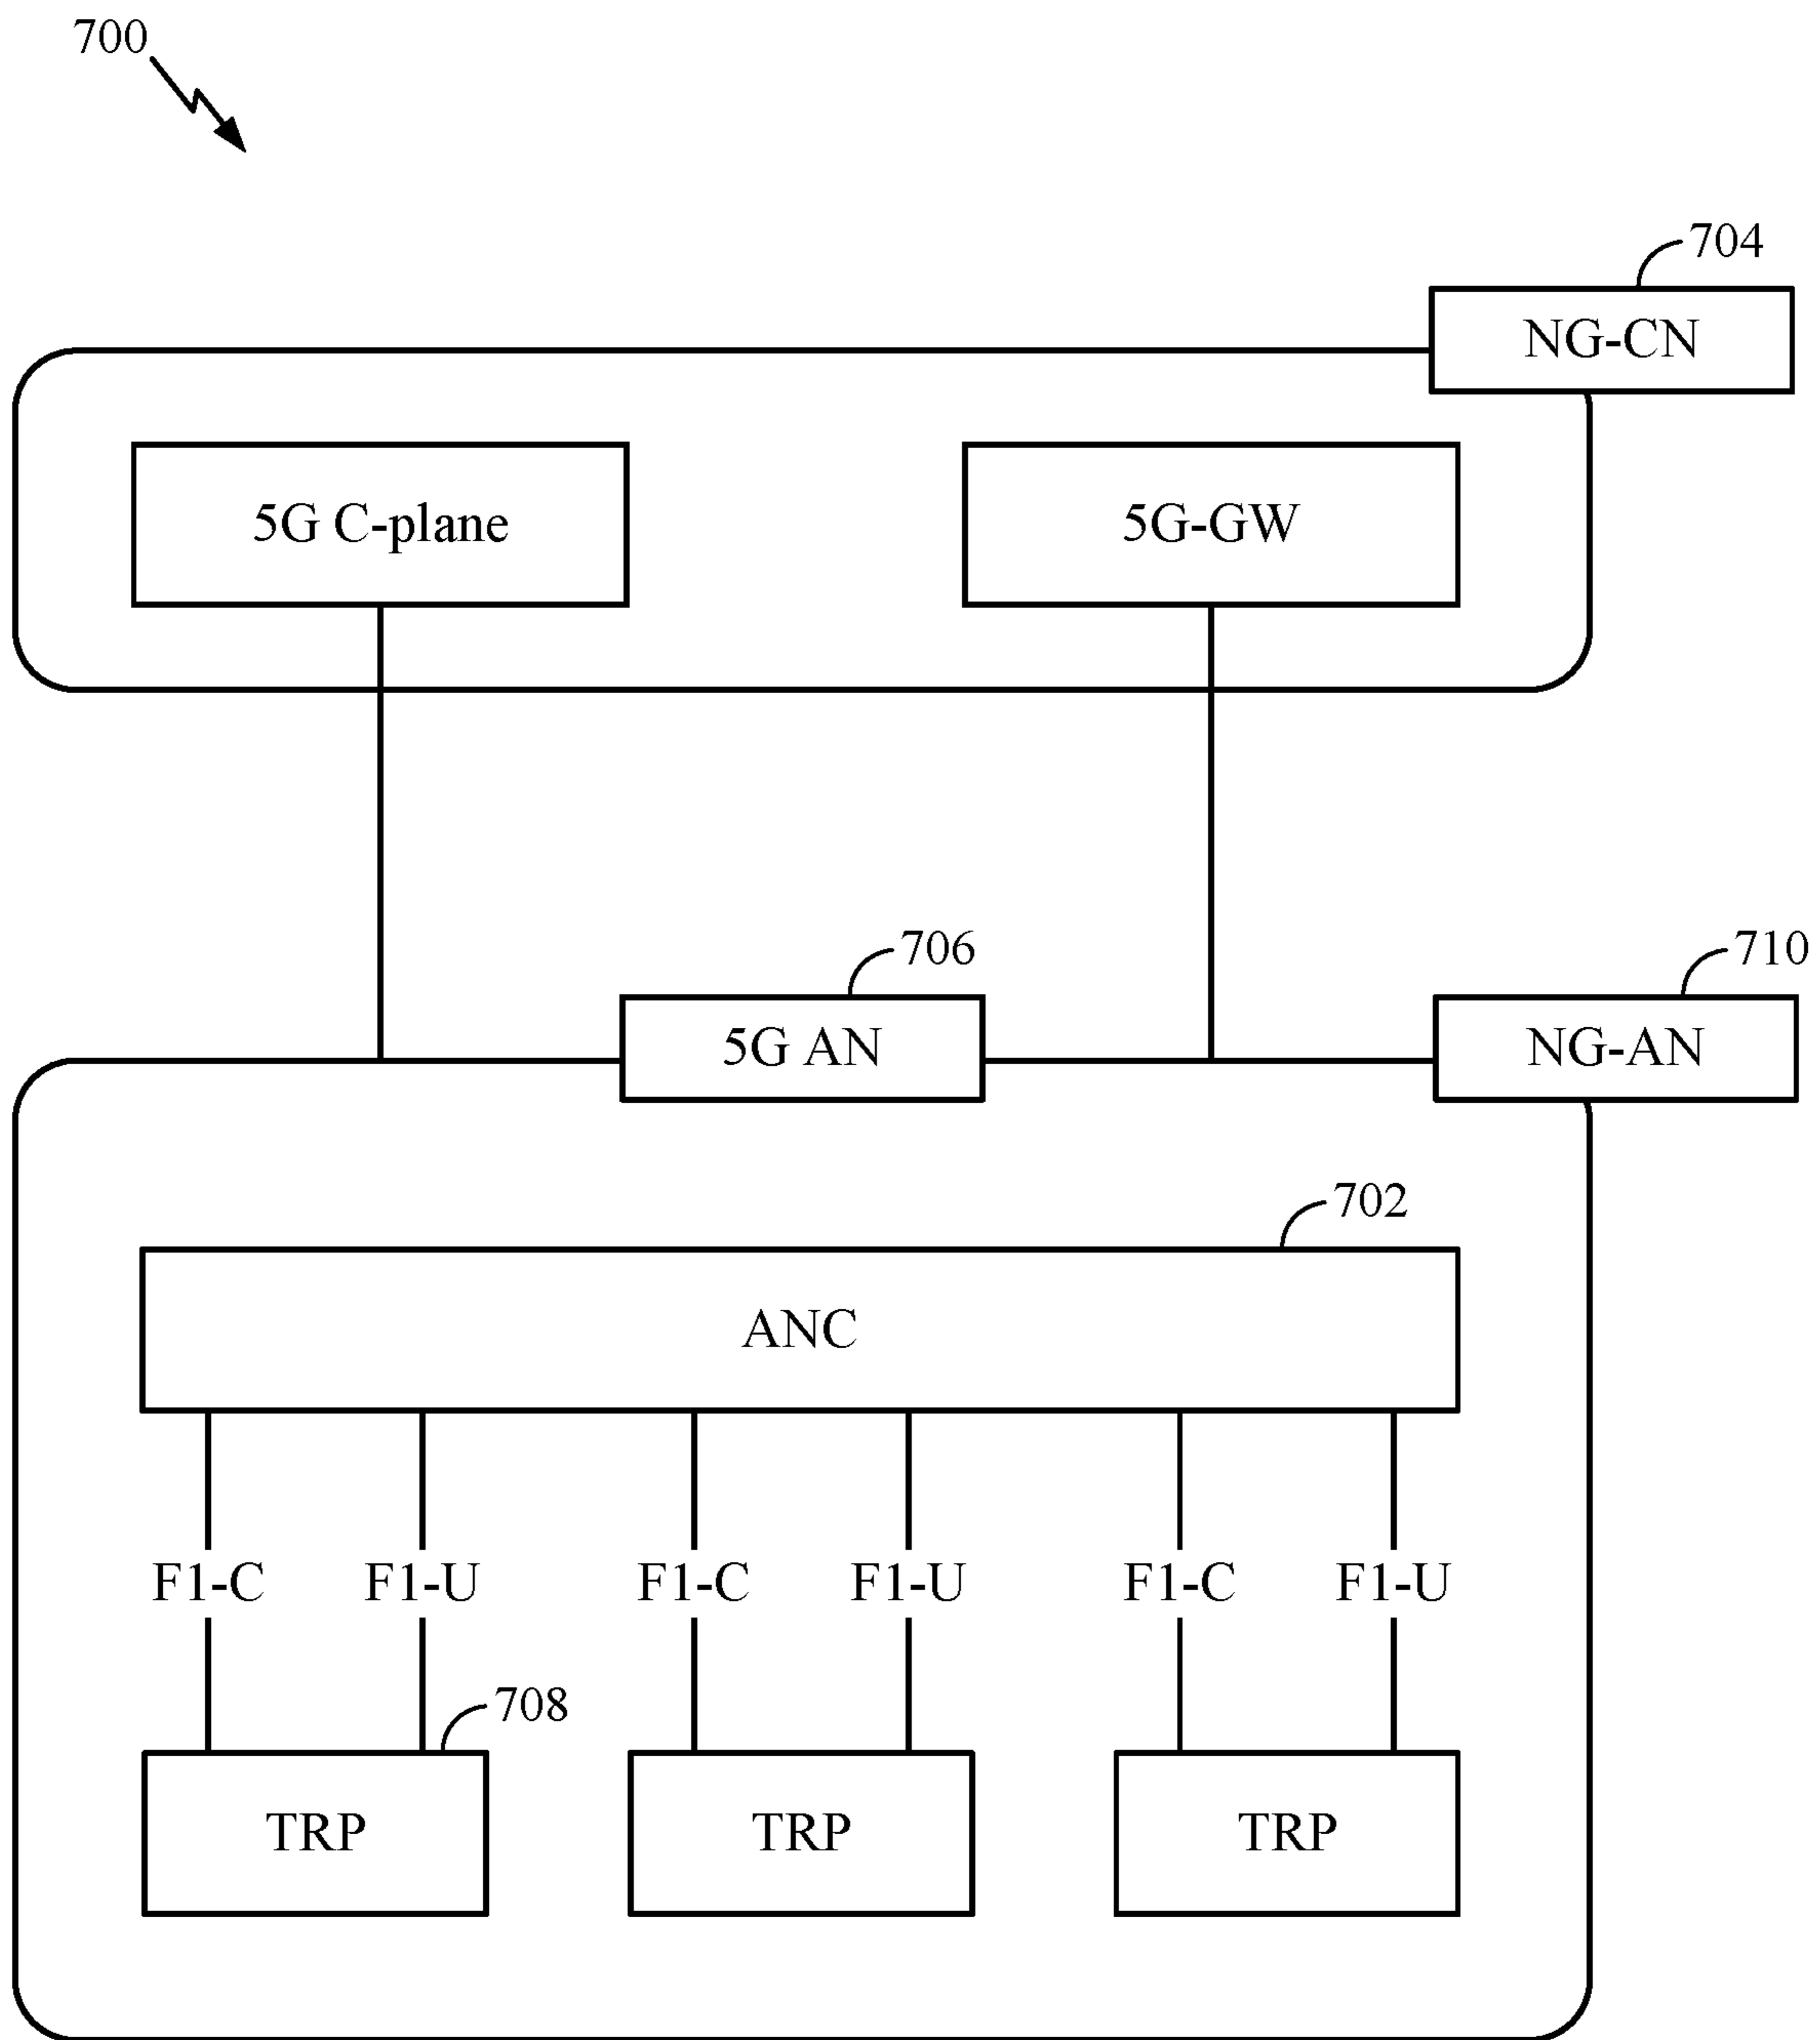 700
704
NG-CN
5G C-plane
5G-GW
706
710
5G AN
NG-AN
702
ANC
F1-C
F1-U
F1-C
F1-U
F1-C
F1-U
708
TRP
TRP
TRP